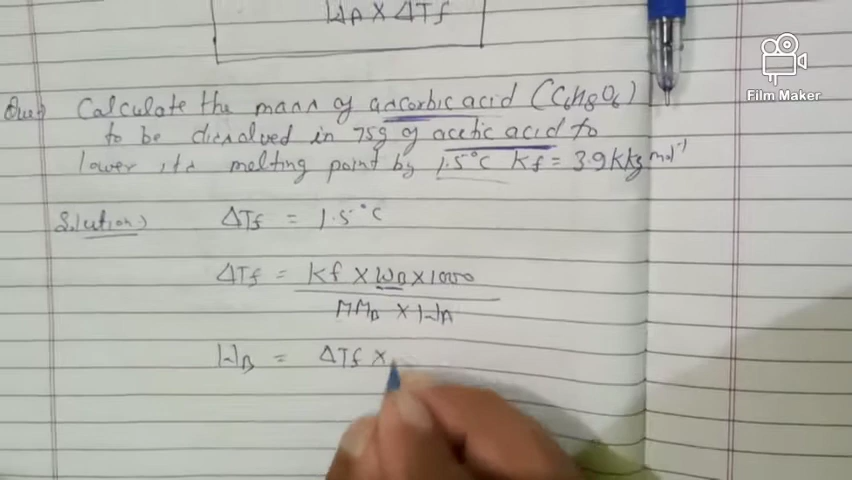 WA X ΔTf
Film Maker
Que) Calculate the mass of ascorbic acid (C6H8O6)
to be dissolved in 75g of acetic acid to
lower its melting point by 1.5°C Kf = 3.9KKg mol⁻¹
Solution) ΔTf = 1.5°C
ΔTf = Kf X WB X 1000
MMB X WA
WB = ΔTf X